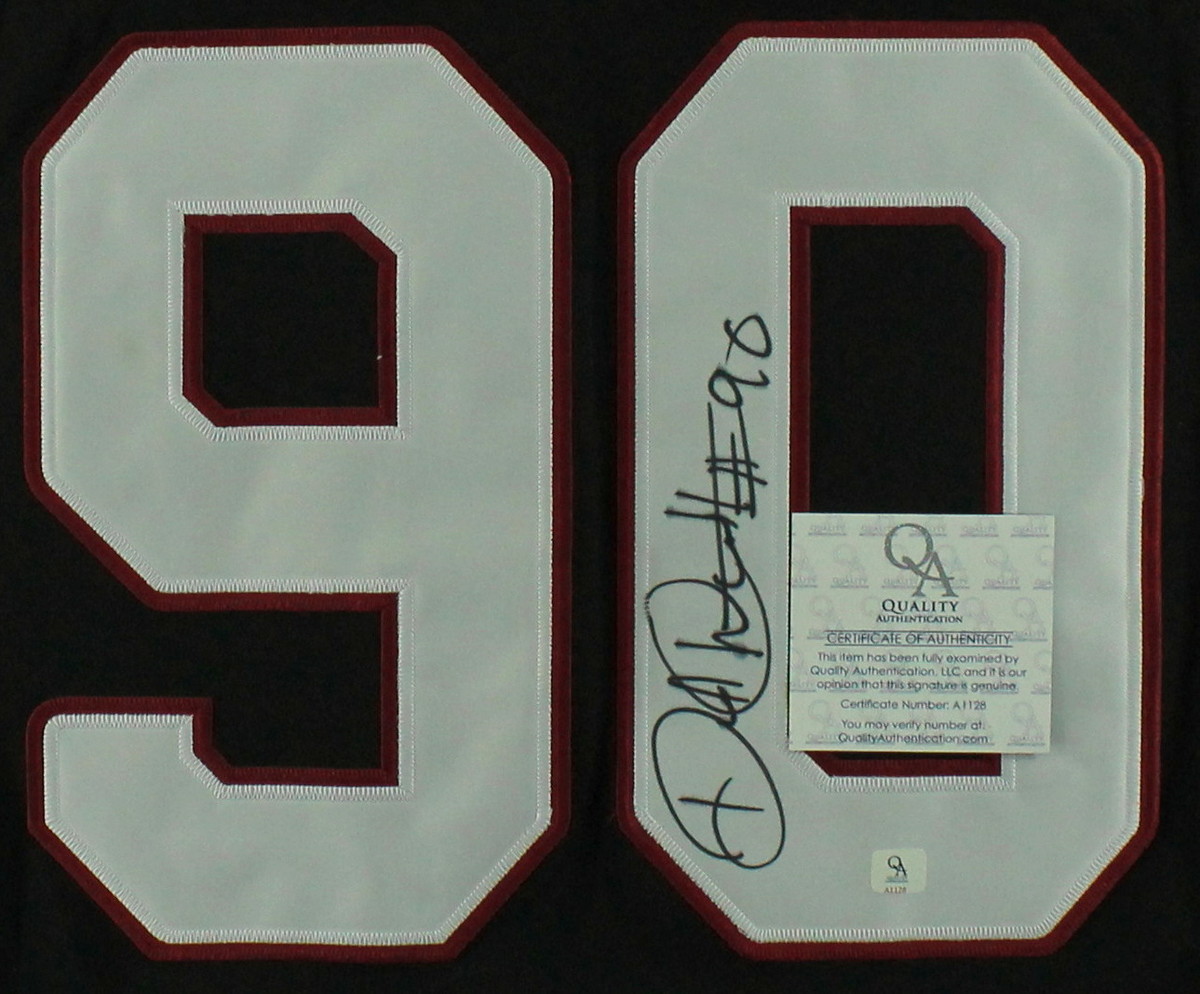 90
#90
QA
QUALITY
AUTHENTICATION
CERTIFICATE OF AUTHENTICITY
This item has been fully examined by
Quality Authentication, LLC and it is our
opinion that this signature is genuine.
Certificate Number: A1128
You may verify number at:
QualityAuthentication.com
QA
A1128